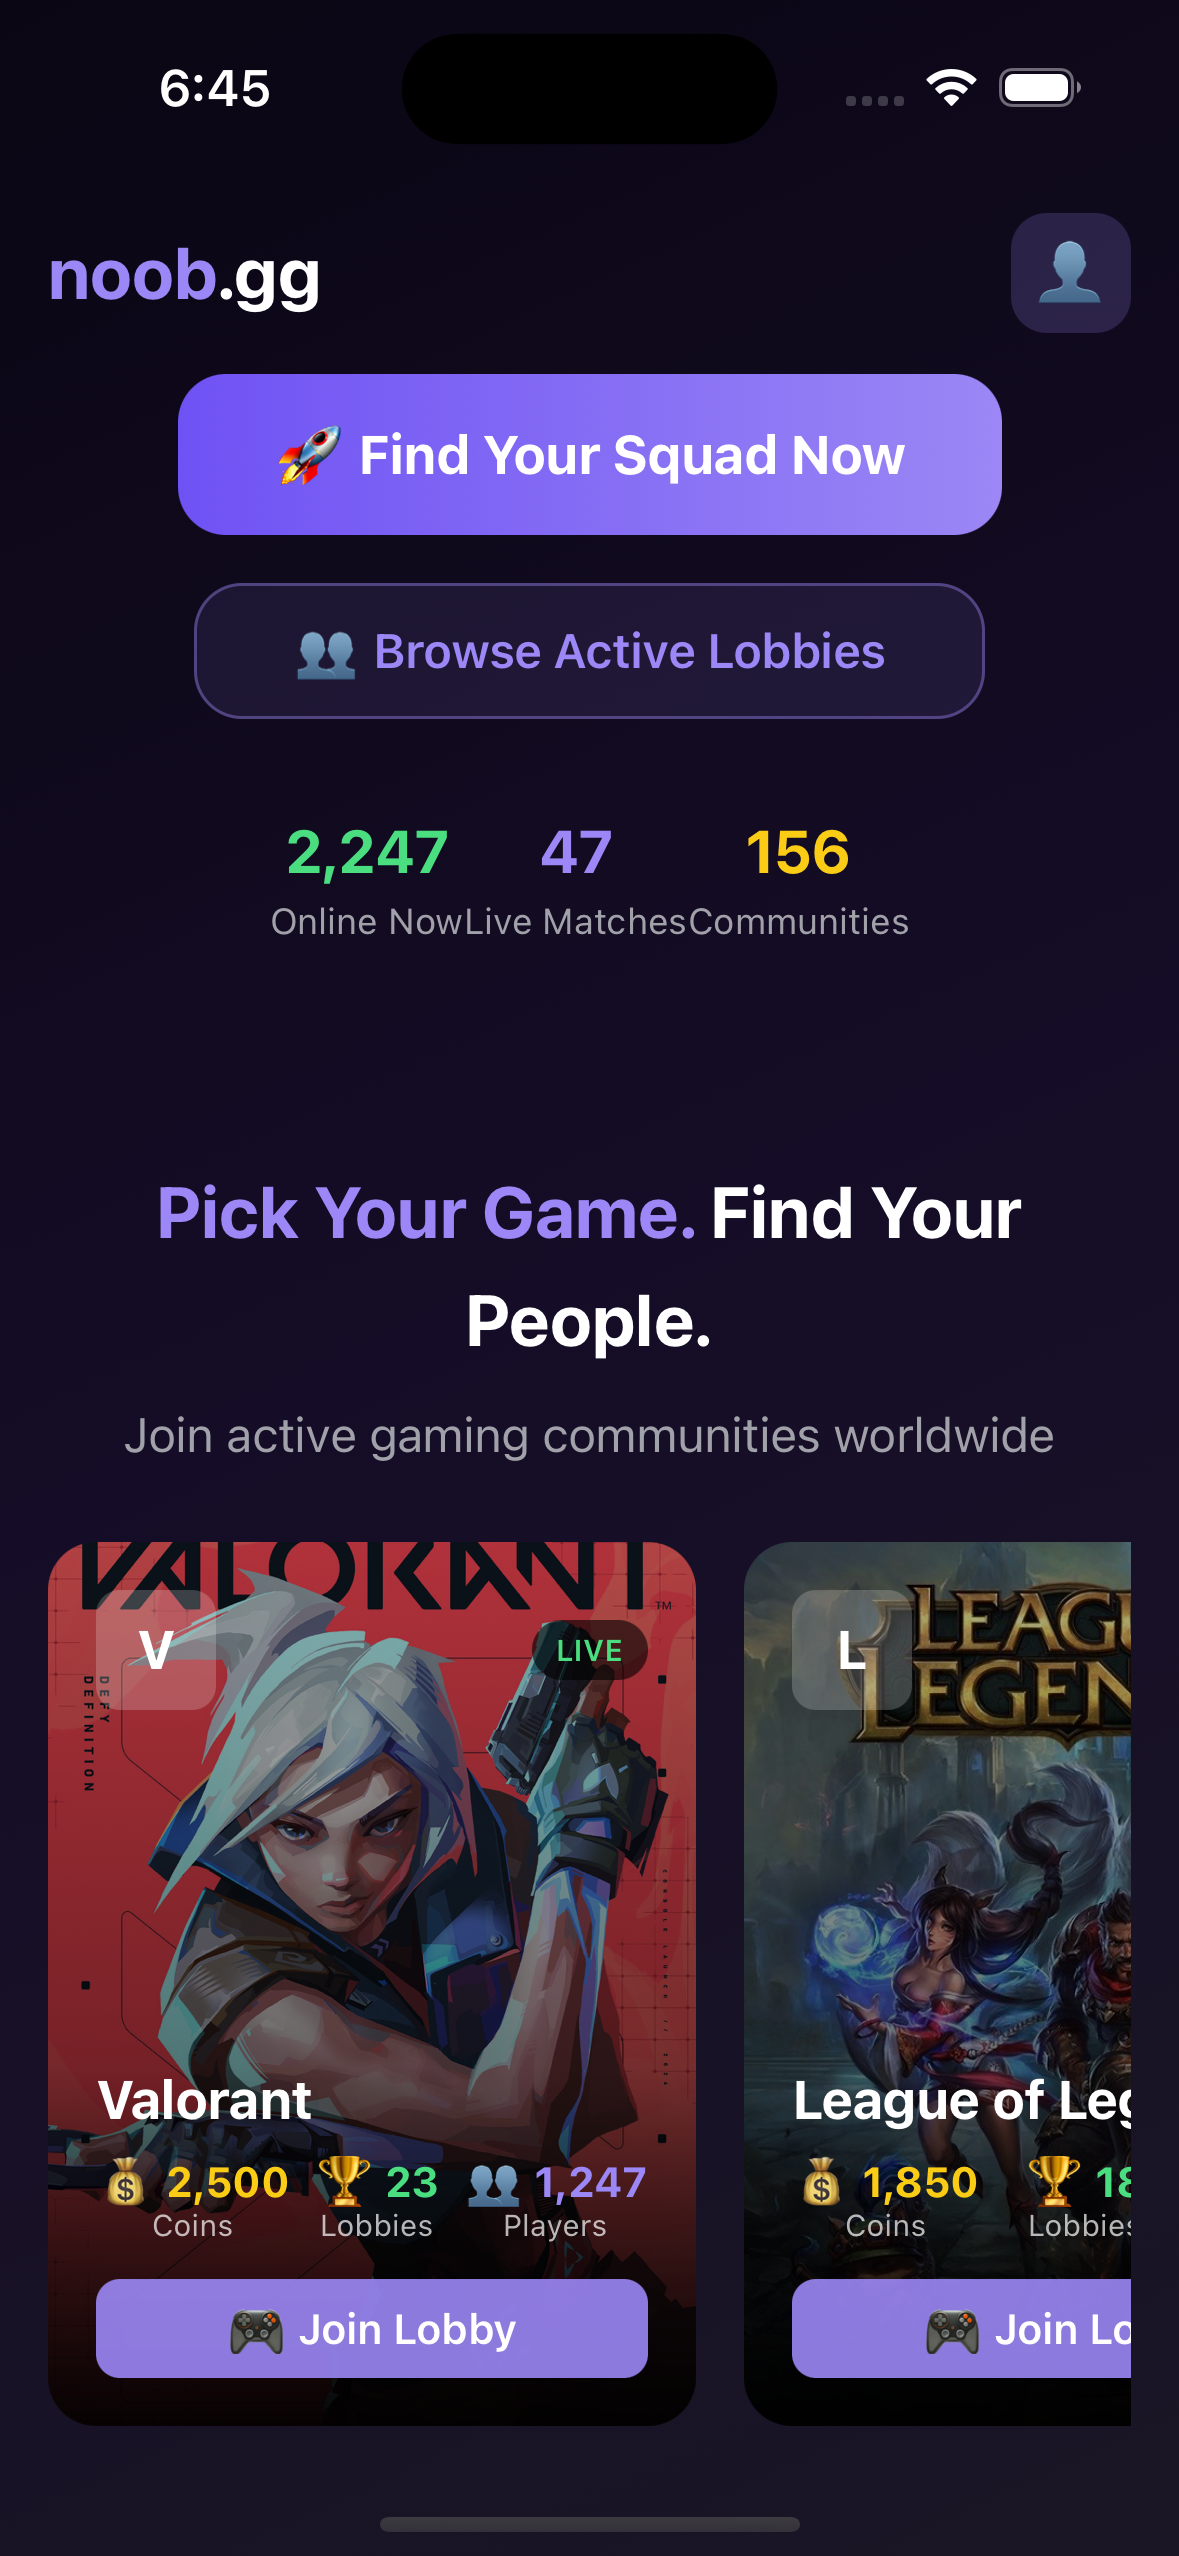 6:45
noob.gg
Find Your Squad Now
Browse Active Lobbies
2,247 47 156
Online Now Live Matches Communities
Pick Your Game. Find Your
People.
Join active gaming communities worldwide
VALORANT™
V
LIVE
DEFY
DEFINITION
Valorant
2,500 23 1,247
Coins Lobbies Players
Join Lobby
L
League of Leg
1,850 18
Coins Lobbies
Join Lo